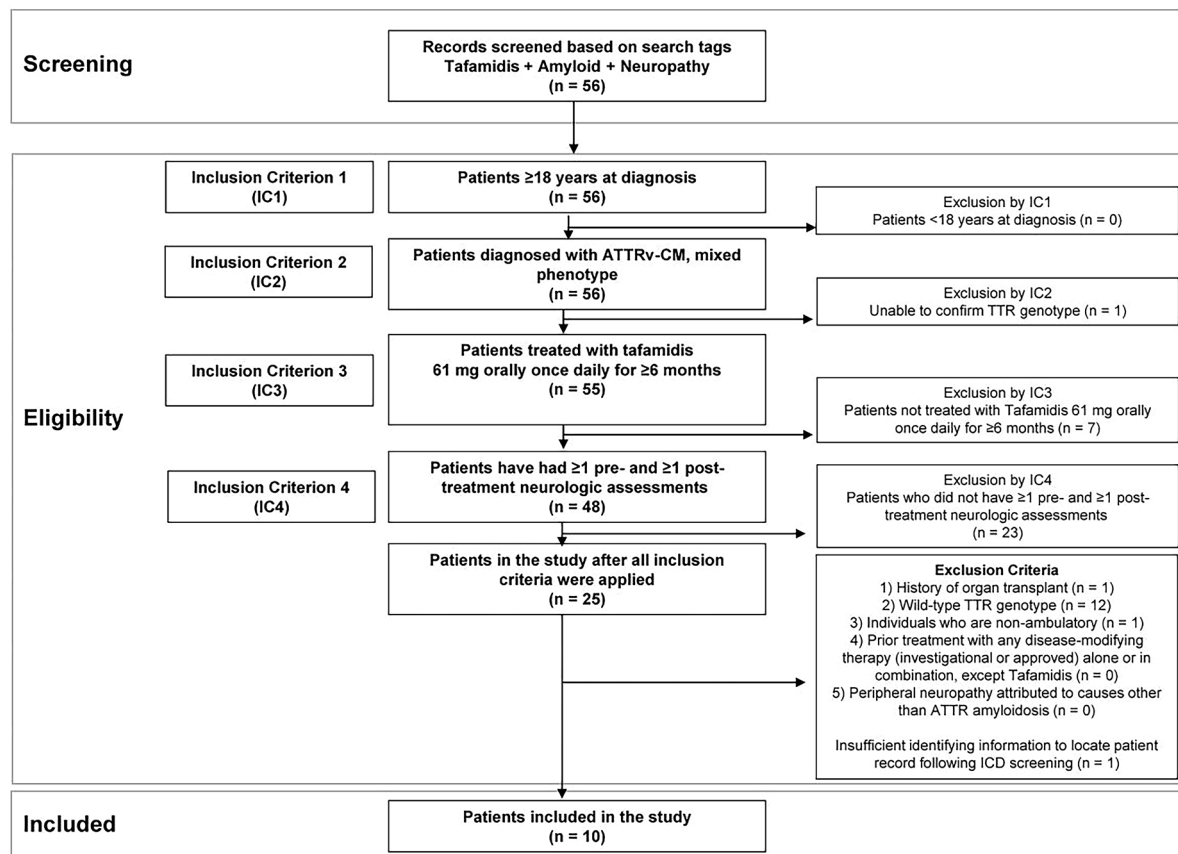 Screening
Records screened based on search tags
Tafamidis + Amyloid + Neuropathy
(n = 56)
Eligibility
Inclusion Criterion 1
(IC1)
Patients ≥18 years at diagnosis
(n = 56)
Exclusion by IC1
Patients <18 years at diagnosis (n = 0)
Inclusion Criterion 2
(IC2)
Patients diagnosed with ATTRv-CM, mixed
phenotype
(n = 56)
Exclusion by IC2
Unable to confirm TTR genotype (n = 1)
Inclusion Criterion 3
(IC3)
Patients treated with tafamidis
61 mg orally once daily for ≥6 months
(n = 55)
Exclusion by IC3
Patients not treated with Tafamidis 61 mg orally
once daily for ≥6 months (n = 7)
Inclusion Criterion 4
(IC4)
Patients have had ≥1 pre- and ≥1 post-
treatment neurologic assessments
(n = 48)
Exclusion by IC4
Patients who did not have ≥1 pre- and ≥1 post-
treatment neurologic assessments
(n = 23)
Patients in the study after all inclusion
criteria were applied
(n = 25)
Exclusion Criteria
1) History of organ transplant (n = 1)
2) Wild-type TTR genotype (n = 12)
3) Individuals who are non-ambulatory (n = 1)
4) Prior treatment with any disease-modifying
therapy (investigational or approved) alone or in
combination, except Tafamidis (n = 0)
5) Peripheral neuropathy attributed to causes other
than ATTR amyloidosis (n = 0)
Insufficient identifying information to locate patient
record following ICD screening (n = 1)
Included
Patients included in the study
(n = 10)